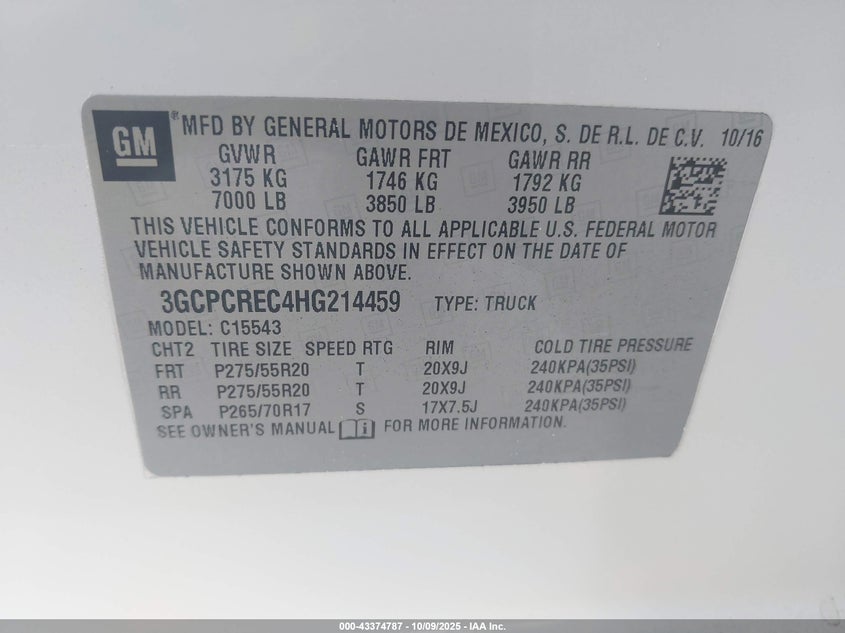 GM ® MFD BY GENERAL MOTORS DE MEXICO, S. DE R.L. DE C.V. 10/16
GVWR GAWR FRT GAWR RR
3175 KG 1746 KG 1792 KG
7000 LB 3850 LB 3950 LB
THIS VEHICLE CONFORMS TO ALL APPLICABLE U.S. FEDERAL MOTOR
VEHICLE SAFETY STANDARDS IN EFFECT ON THE DATE OF
MANUFACTURE SHOWN ABOVE.
3GCPCREC4HG214459 TYPE: TRUCK
MODEL: C15543
CHT2 TIRE SIZE SPEED RTG RIM COLD TIRE PRESSURE
FRT P275/55R20 T 20X9J 240KPA(35PSI)
RR P275/55R20 T 20X9J 240KPA(35PSI)
SPA P265/70R17 S 17X7.5J 240KPA(35PSI)
SEE OWNER'S MANUAL i FOR MORE INFORMATION.
000-43374787 - 10/09/2025 - IAA Inc.